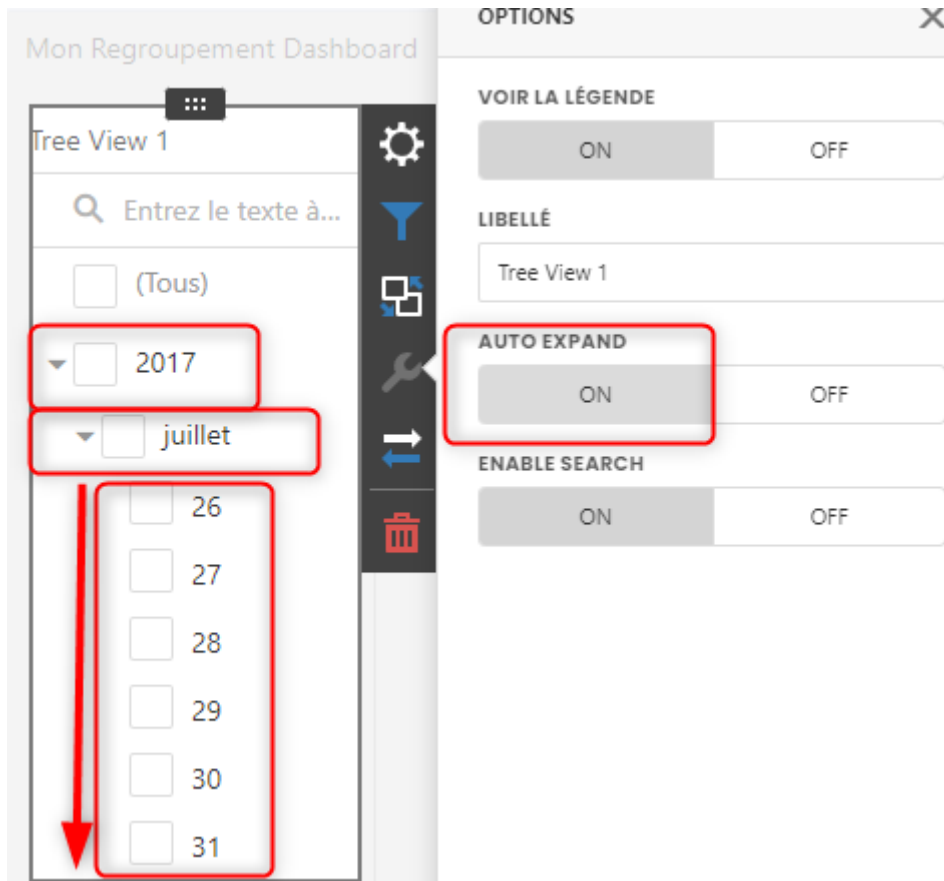 Mon Regroupement Dashboard
Tree View 1
Entrez le texte à...
(Tous)
2017
juillet
26
27
28
29
30
31
OPTIONS
VOIR LA LÉGENDE
ON OFF
LIBELLÉ
Tree View 1
AUTO EXPAND
ON OFF
ENABLE SEARCH
ON OFF